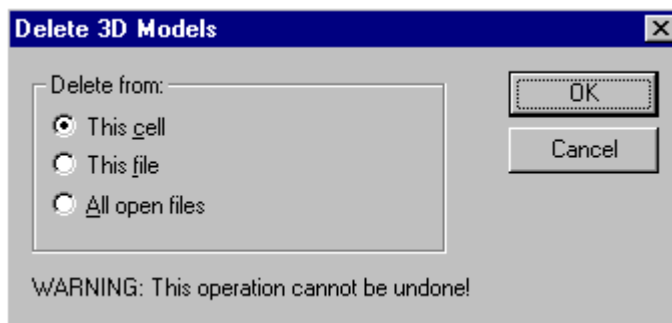 Delete 3D Models
Delete from:
This cell
This file
All open files
OK
Cancel
WARNING: This operation cannot be undone!